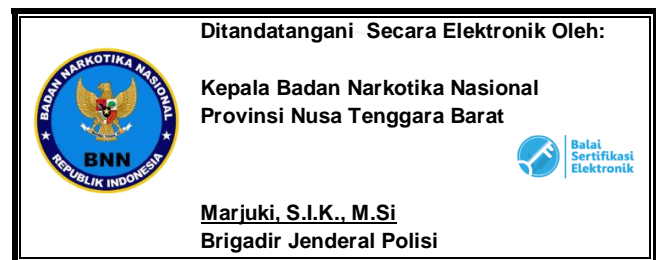 Ditandatangani Secara Elektronik Oleh:
BADAN NARKOTIKA NASIONAL
BNN
REPUBLIK INDONESIA
Kepala Badan Narkotika Nasional
Provinsi Nusa Tenggara Barat
Balai
Sertifikasi
Elektronik
Marjuki, S.I.K., M.Si
Brigadir Jenderal Polisi